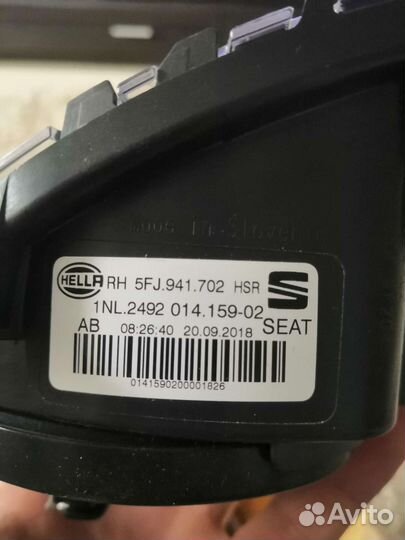 HELLA RH 5FJ.941.702 HSR
1NL.2492 014.159-02
AB 08:26:40 20.09.2018 SEAT
0141590200001826
Avito